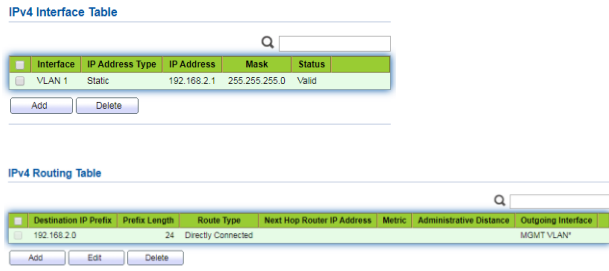 IPv4 Interface Table
Interface IP Address Type IP Address Mask Status
VLAN 1 Static 192.168.2.1 255.255.255.0 Valid
Add Delete
IPv4 Routing Table
Destination IP Prefix Prefix Length Route Type Next Hop Router IP Address Metric Administrative Distance Outgoing Interface
192.168.2.0 24 Directly Connected MGMT VLAN*
Add Edit Delete